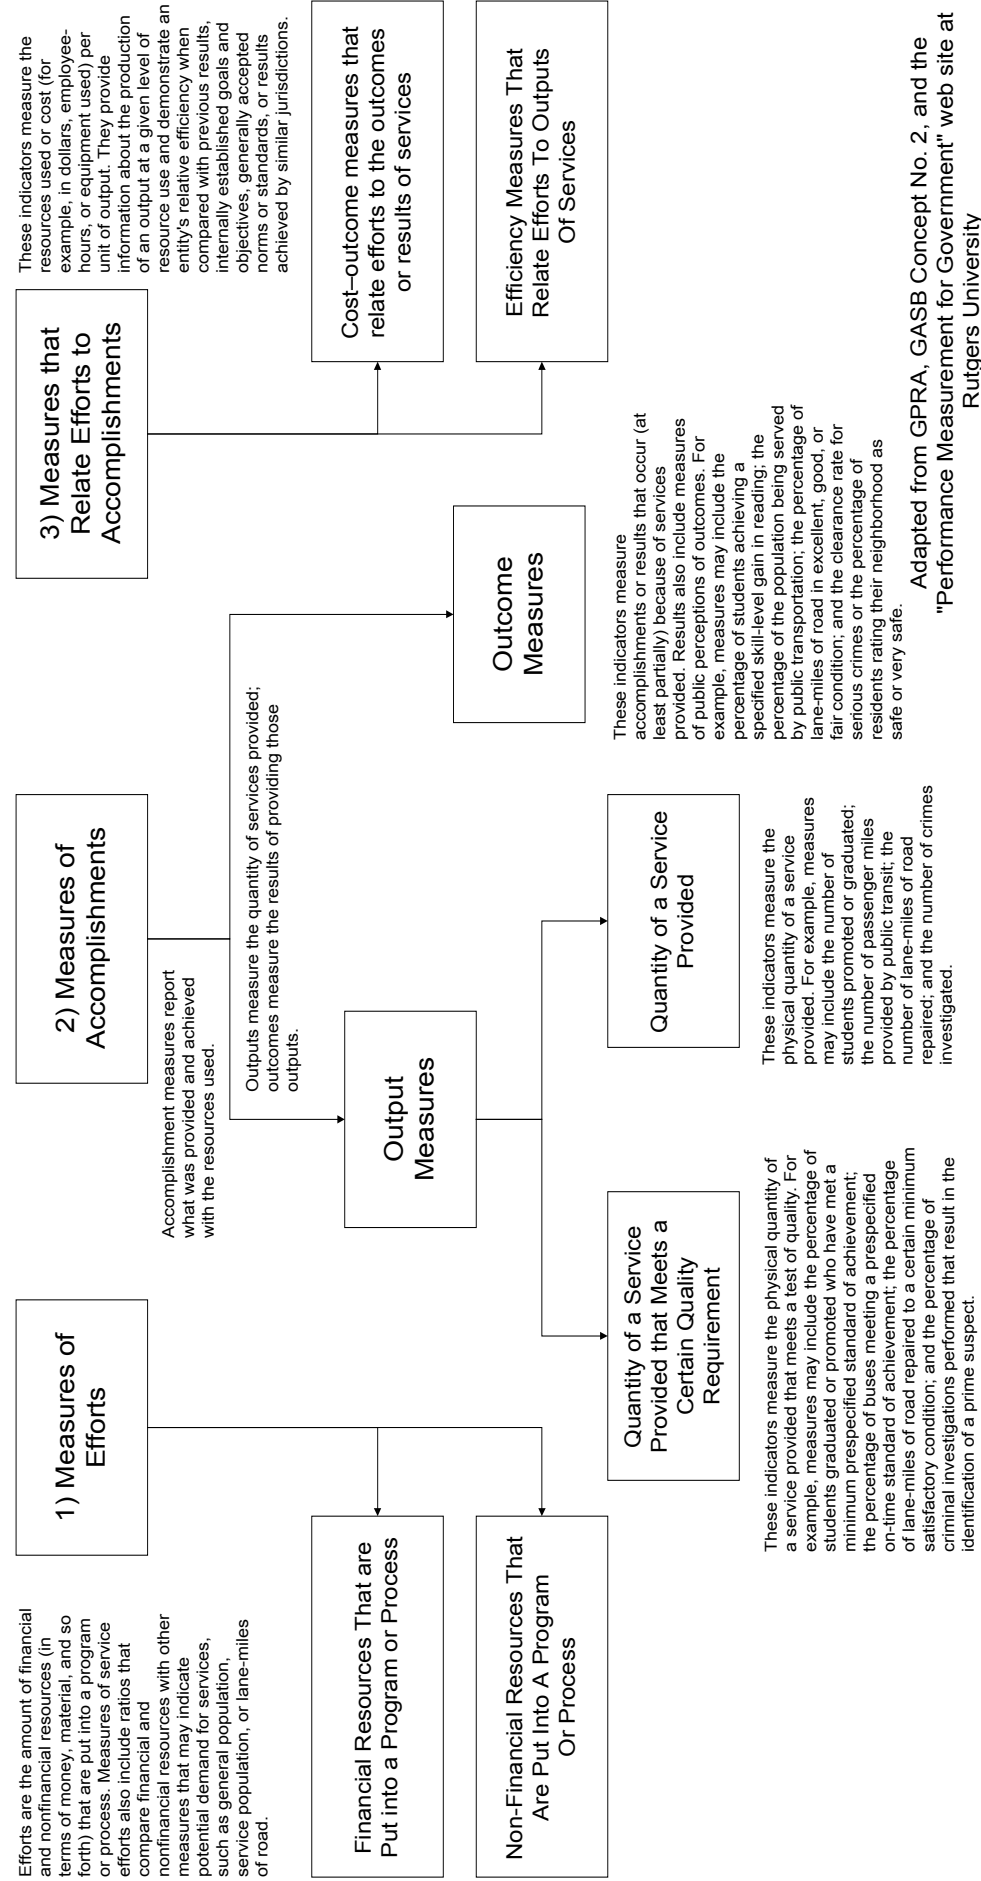 Efforts are the amount of financial
and nonfinancial resources (in
terms of money, material, and so
forth) that are put into a program
or process. Measures of service
efforts also include ratios that
compare financial and
nonfinancial resources with other
measures that may indicate
potential demand for services,
such as general population,
service population, or lane-miles
of road.
1) Measures of
Efforts
Financial Resources That are
Put into a Program or Process
Non-Financial Resources That
Are Put Into A Program
Or Process
2) Measures of
Accomplishments
Accomplishment measures report
what was provided and achieved
with the resources used.
Outputs measure the quantity of services provided;
outcomes measure the results of providing those
outputs.
Output
Measures
Quantity of a Service
Provided that Meets a
Certain Quality
Requirement
These indicators measure the physical quantity of
a service provided that meets a test of quality. For
example, measures may include the percentage of
students graduated or promoted who have met a
minimum prespecified standard of achievement;
the percentage of buses meeting a prespecified
on-time standard of achievement; the percentage
of lane-miles of road repaired to a certain minimum
satisfactory condition; and the percentage of
criminal investigations performed that result in the
identification of a prime suspect.
Quantity of a Service
Provided
These indicators measure the
physical quantity of a service
provided. For example, measures
may include the number of
students promoted or graduated;
the number of passenger miles
provided by public transit; the
number of lane-miles of road
repaired; and the number of crimes
investigated.
Outcome
Measures
These indicators measure
accomplishments or results that occur (at
least partially) because of services
provided. Results also include measures
of public perceptions of outcomes. For
example, measures may include the
percentage of students achieving a
specified skill-level gain in reading; the
percentage of the population being served
by public transportation; the percentage of
lane-miles of road in excellent, good, or
fair condition; and the clearance rate for
serious crimes or the percentage of
residents rating their neighborhood as
safe or very safe.
3) Measures that
Relate Efforts to
Accomplishments
These indicators measure the
resources used or cost (for
example, in dollars, employee-
hours, or equipment used) per
unit of output. They provide
information about the production
of an output at a given level of
resource use and demonstrate an
entity's relative efficiency when
compared with previous results,
internally established goals and
objectives, generally accepted
norms or standards, or results
achieved by similar jurisdictions.
Cost–outcome measures that
relate efforts to the outcomes
or results of services
Efficiency Measures That
Relate Efforts To Outputs
Of Services
Adapted from GPRA, GASB Concept No. 2, and the
"Performance Measurement for Government" web site at
Rutgers University